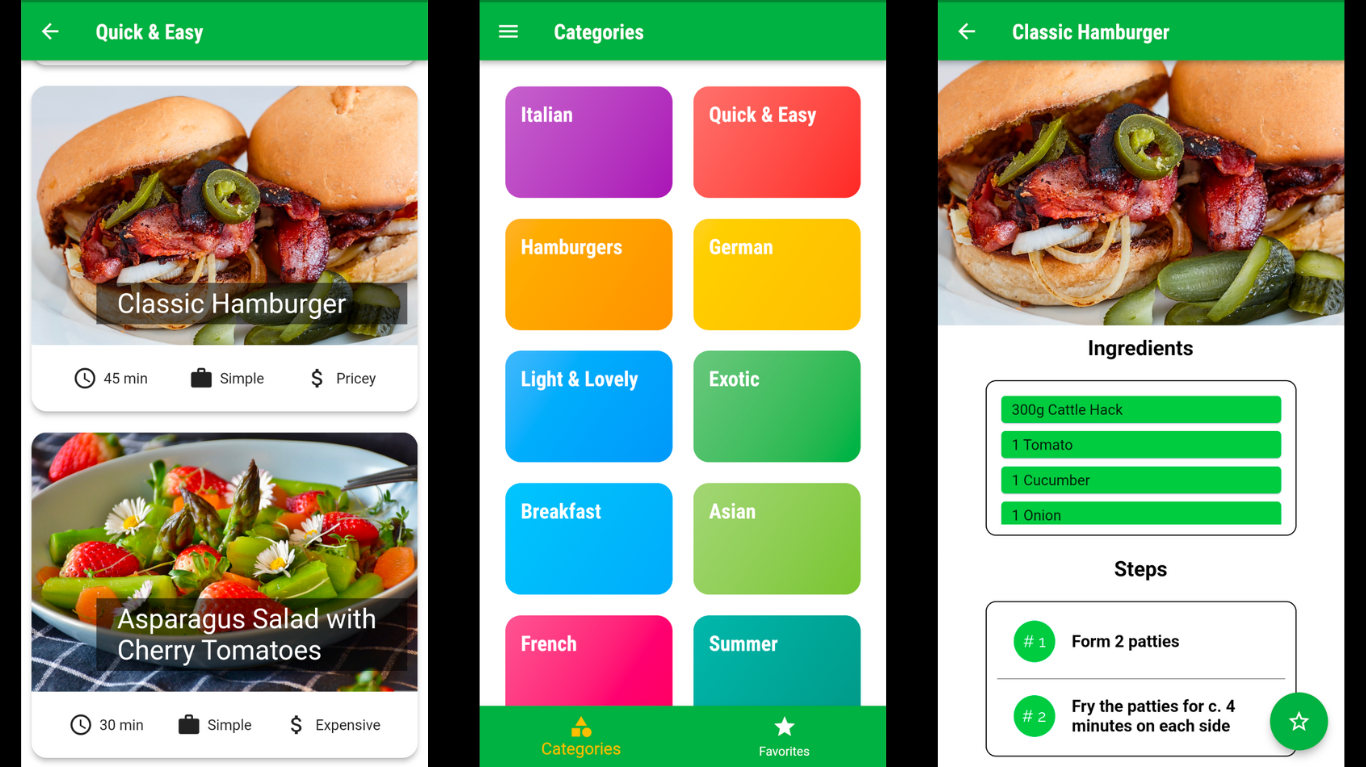 Quick & Easy
Classic Hamburger
45 min
Simple
$ Pricey
Asparagus Salad with
Cherry Tomatoes
30 min
Simple
$ Expensive
Categories
Italian
Quick & Easy
Hamburgers
German
Light & Lovely
Exotic
Breakfast
Asian
French
Summer
Categories
Favorites
Classic Hamburger
Ingredients
300g Cattle Hack
1 Tomato
1 Cucumber
1 Onion
Steps
# 1 Form 2 patties
# 2 Fry the patties for c. 4
minutes on each side